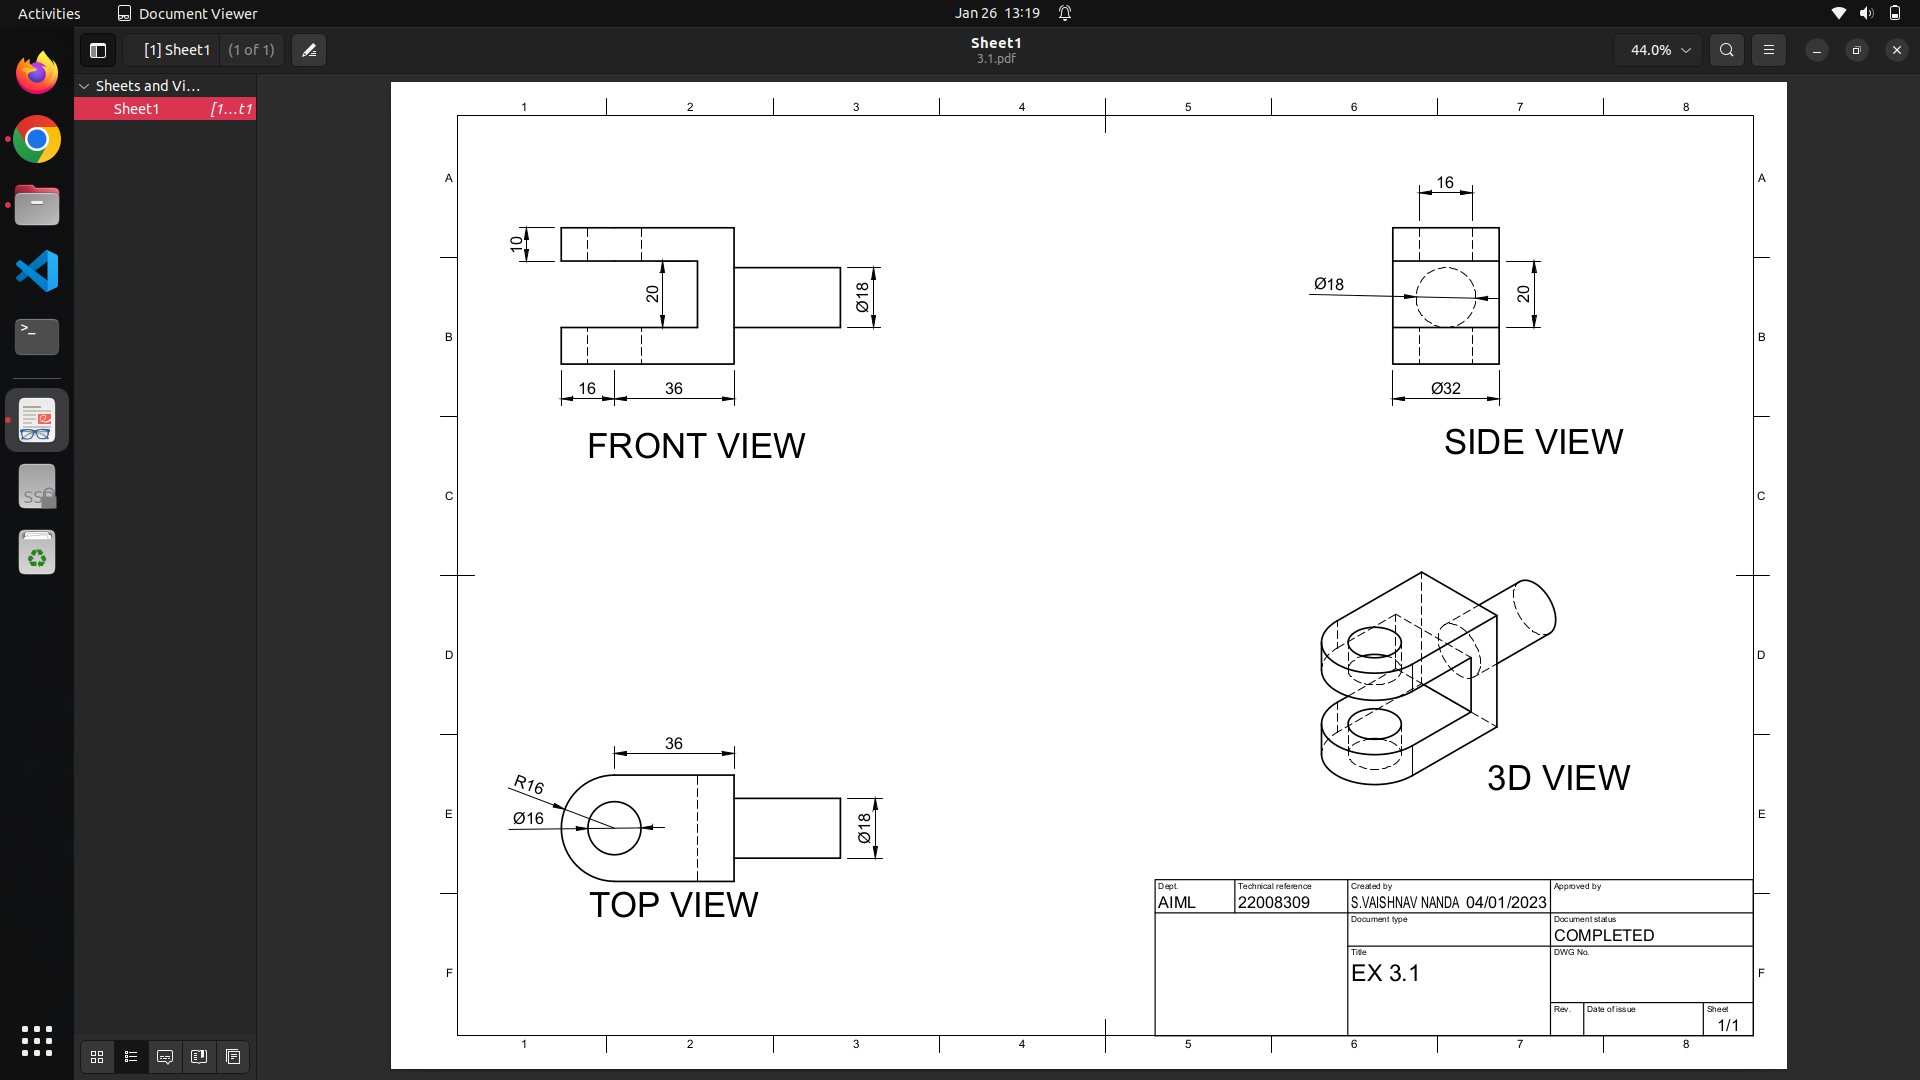 Activities Document Viewer Jan 26 13:19
[1] Sheet1 (1 of 1) Sheet1 44.0%
3.1.pdf
Sheets and Vi...
Sheet1 [1...t1
1 2 3 4 5 6 7 8
A A
16
10
20
Ø18
Ø18
20
B B
16 36
Ø32
FRONT VIEW
SIDE VIEW
C C
D D
36
R16
Ø16
Ø18
3D VIEW
E E
TOP VIEW
Dept. Technical reference Created by Approved by
AIML 22008309 S.VAISHNAV NANDA 04/01/2023
Document type Document status
COMPLETED
Title DWG No.
EX 3.1
F F
Rev. Date of issue Sheet
1/1
1 2 3 4 5 6 7 8
>_
SS